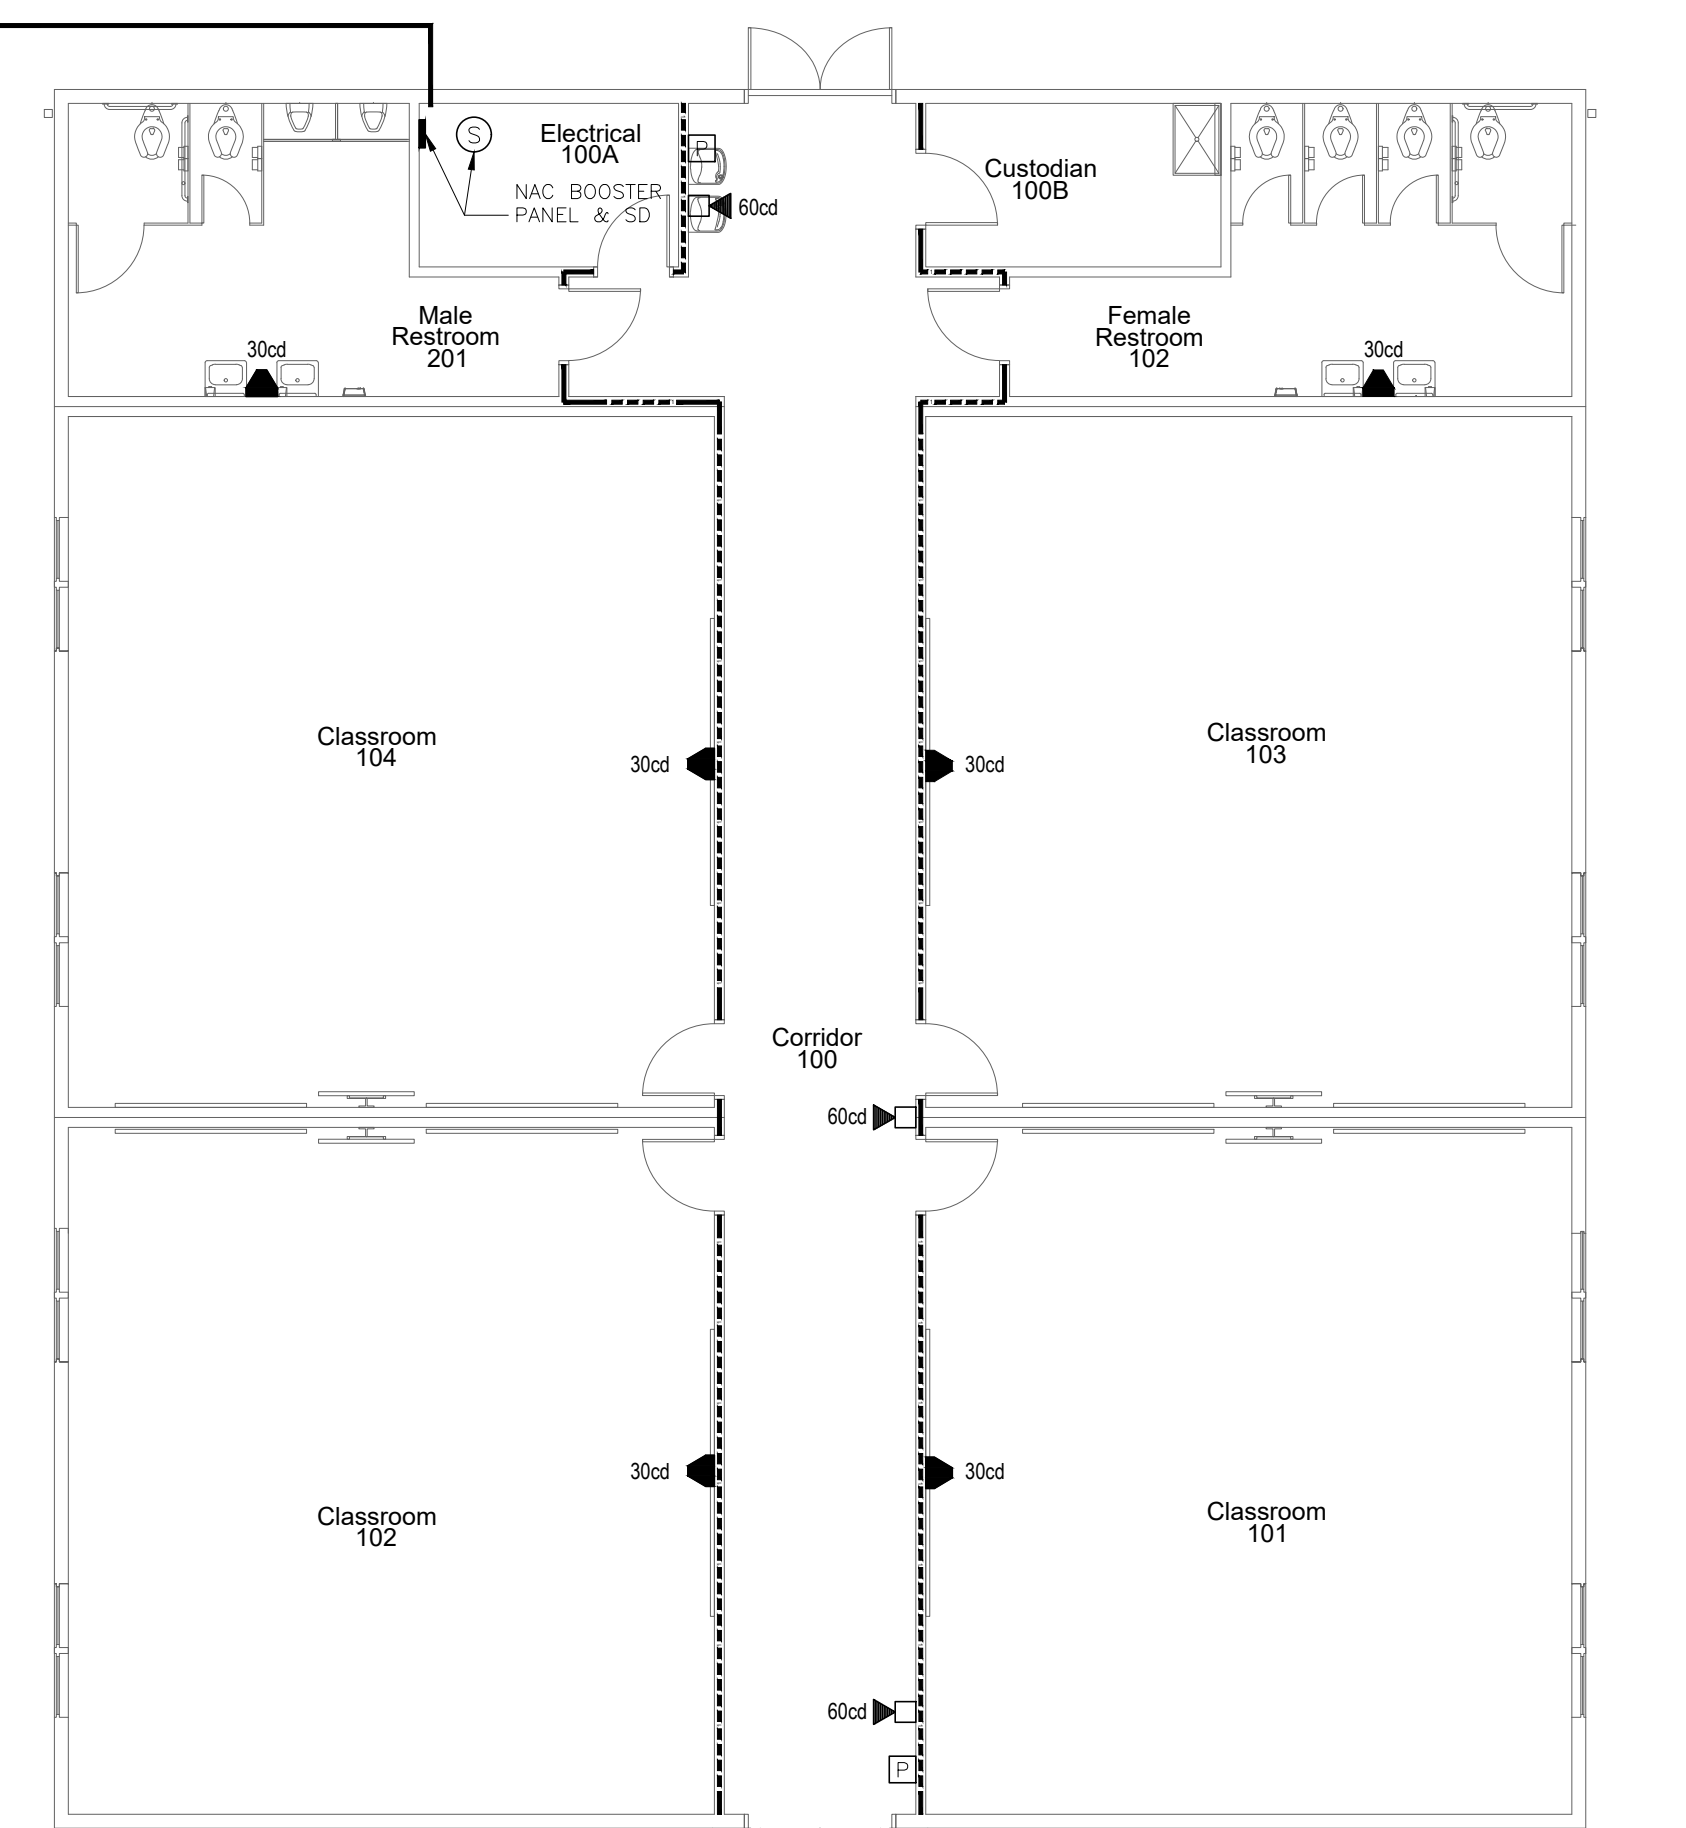 S
Electrical
100A
P
NAC BOOSTER
PANEL & SD
60cd
Custodian
100B
Male
Restroom
201
30cd
Female
Restroom
102
30cd
Classroom
104
30cd
Classroom
103
30cd
Corridor
100
60cd
Classroom
102
30cd
Classroom
101
30cd
60cd
P